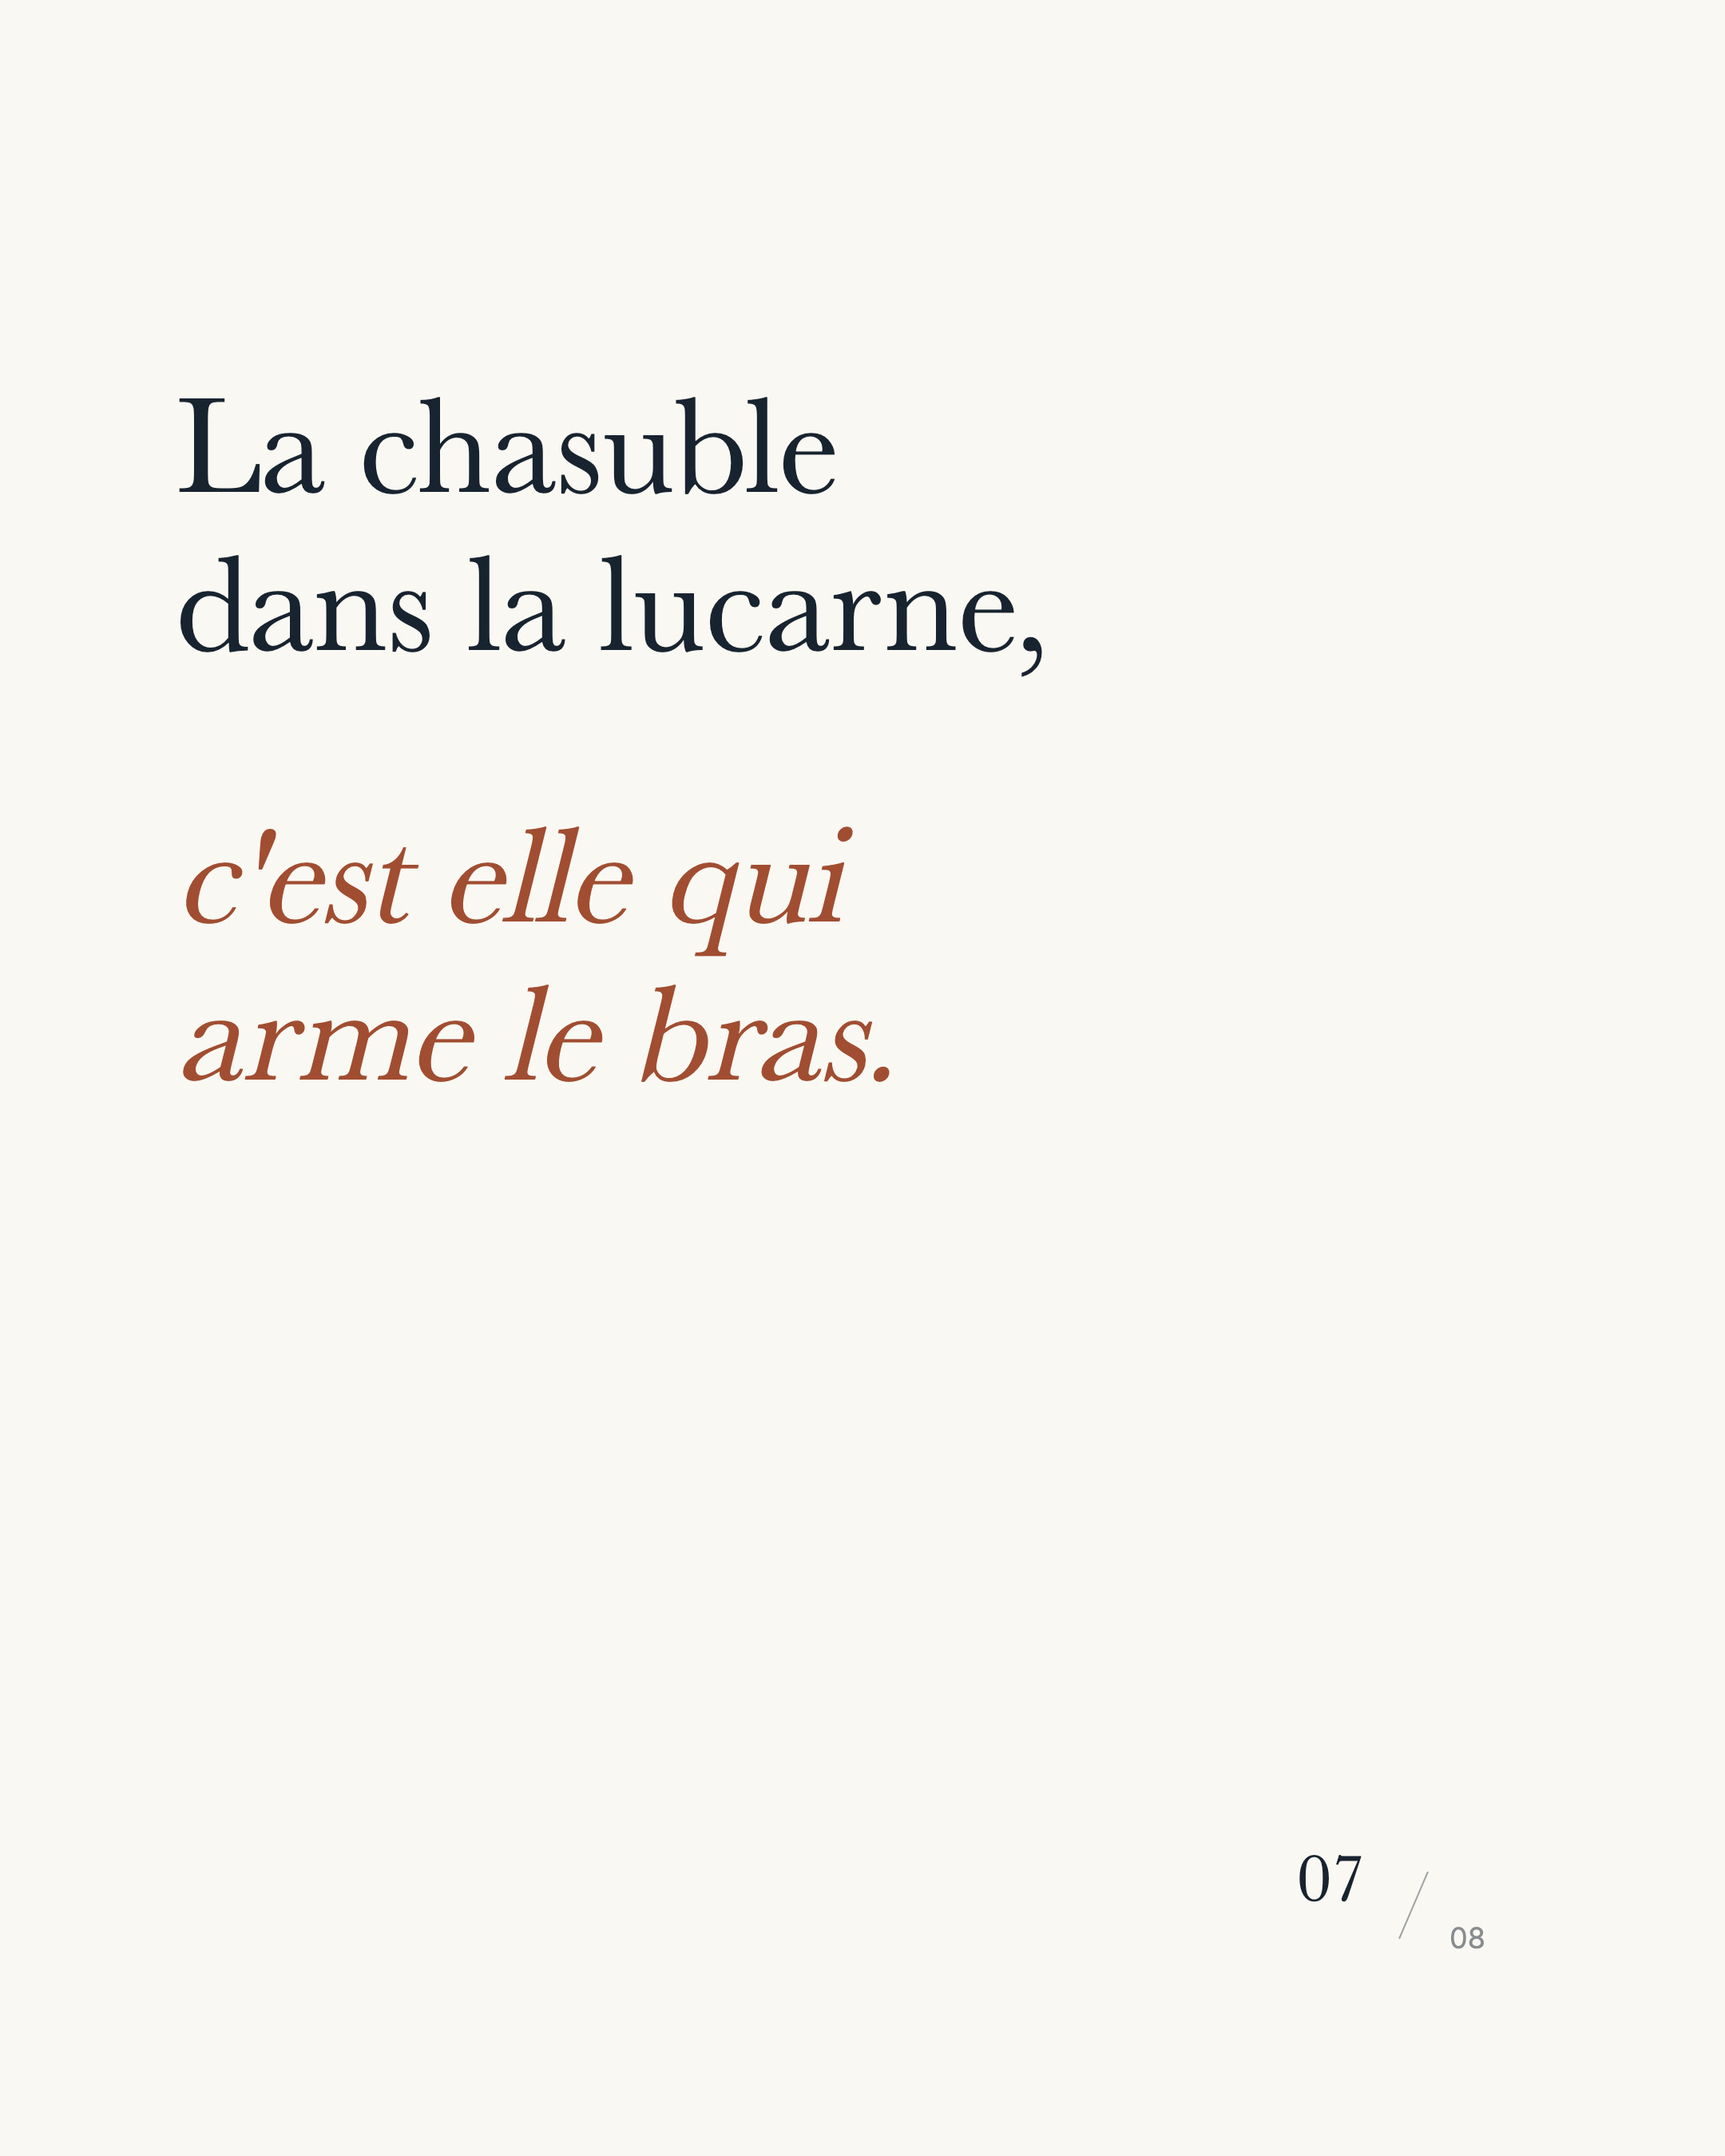 La chasuble
dans la lucarne,
c'est elle qui
arme le bras.
07 / 08